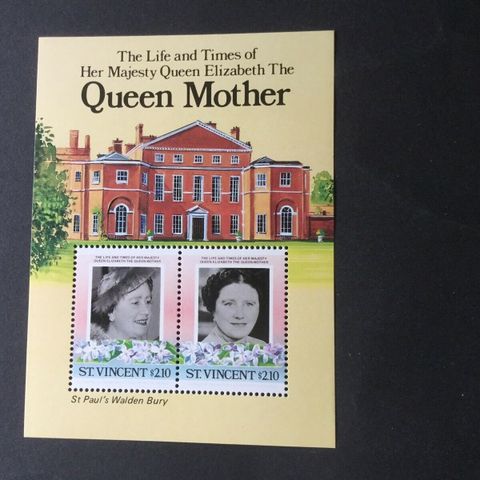 The Life and Times of
Her Majesty Queen Elizabeth The
Queen Mother
THE LIFE AND TIMES OF HER MAJESTY
QUEEN ELIZABETH THE QUEEN MOTHER
ST. VINCENT $2.10
THE LIFE AND TIMES OF HER MAJESTY
QUEEN ELIZABETH THE QUEEN MOTHER
ST. VINCENT $2.10
St Paul's Walden Bury